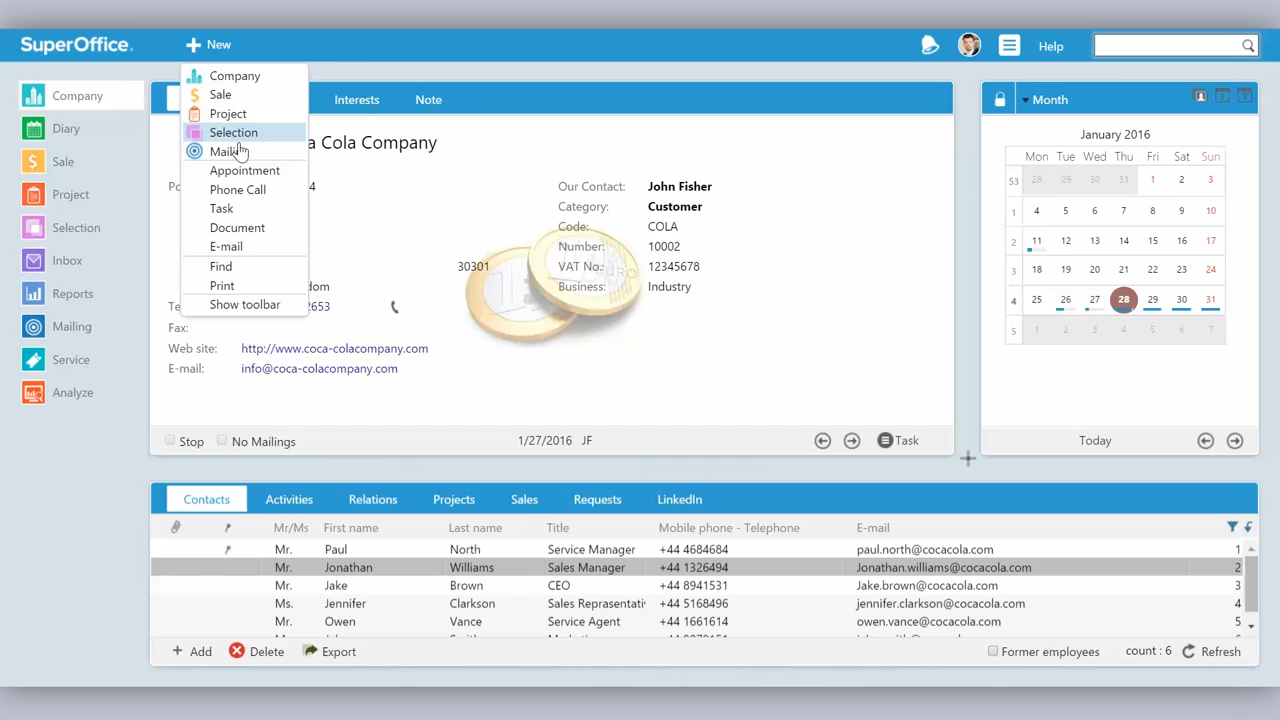 SuperOffice. New Help
Company
Sale
Project
Selection
Appointment
Phone Call
Task
Document
E-mail
Find
Print
Show toolbar
Company
Diary
Sale
Project
Selection
Inbox
Reports
Mailing
Service
Analyze
Interests Note
a Cola Company
4
30301
dom
2653
Fax:
Web site: http://www.coca-colacompany.com
E-mail: info@coca-colacompany.com
Our Contact: John Fisher
Category: Customer
Code: COLA
Number: 10002
VAT No.: 12345678
Business: Industry
Stop No Mailings 1/27/2016 JF Task
Month
January 2016
Mon Tue Wed Thu Fri Sat Sun
53 28 29 30 31 1 2 3
1 4 5 6 7 8 9 10
2 11 12 13 14 15 16 17
3 18 19 20 21 22 23 24
4 25 26 27 28 29 30 31
5 1 2 3 4 5 6 7
Today
Contacts Activities Relations Projects Sales Requests LinkedIn
Mr/Ms First name Last name Title Mobile phone - Telephone E-mail
Mr. Paul North Service Manager +44 4684684 paul.north@cocacola.com 1
Mr. Jonathan Williams Sales Manager +44 1326494 Jonathan.williams@cocacola.com 2
Mr. Jake Brown CEO +44 8941531 Jake.brown@cocacola.com 3
Ms. Jennifer Clarkson Sales Representati +44 5168496 jennifer.clarkson@cocacola.com 4
Mr. Owen Vance Service Agent +44 1661614 owen.vance@cocacola.com 5
Add Delete Export Former employees count : 6 Refresh